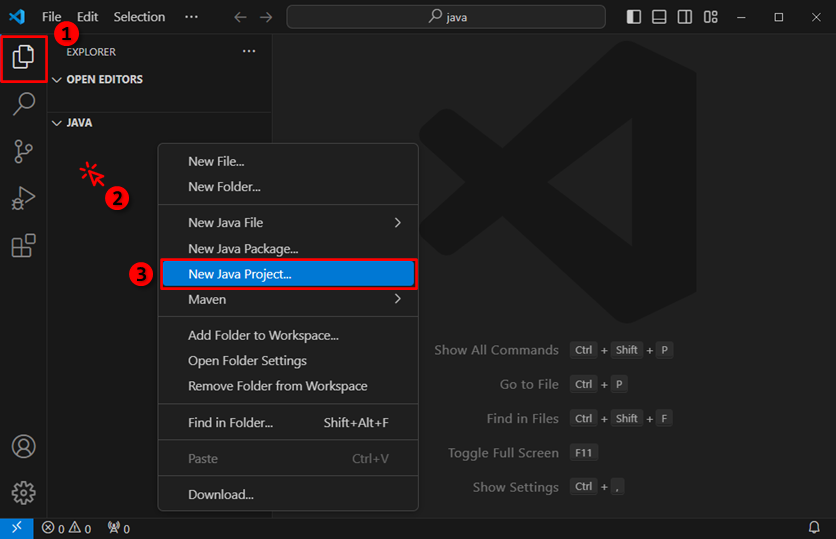 File Edit Selection ... java
1
EXPLORER ...
OPEN EDITORS
JAVA
2
New File...
New Folder...
New Java File
New Java Package...
3 New Java Project...
Maven
Add Folder to Workspace...
Open Folder Settings
Remove Folder from Workspace
Find in Folder... Shift+Alt+F
Paste Ctrl+V
Download...
Show All Commands Ctrl + Shift + P
Go to File Ctrl + P
Find in Files Ctrl + Shift + F
Toggle Full Screen F11
Show Settings Ctrl + ,
0 0 0